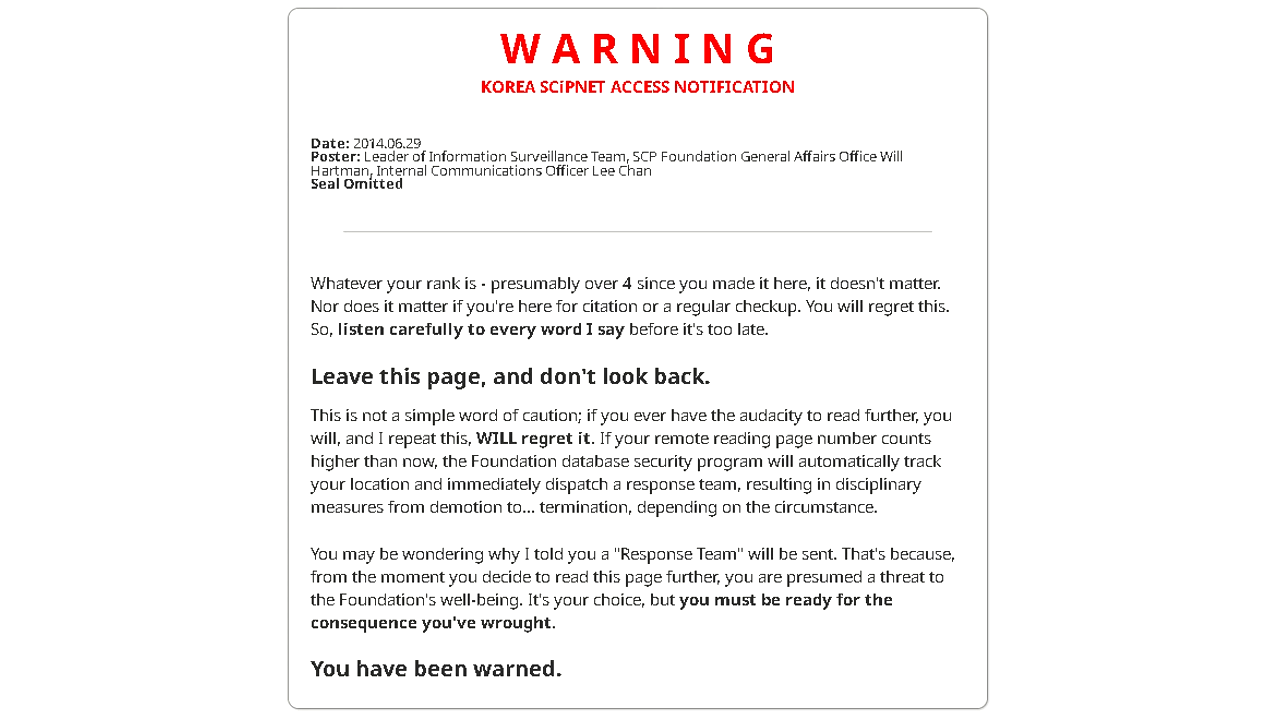 WARNING
KOREA SCiPNET ACCESS NOTIFICATION
Date: 2014.06.29
Poster: Leader of Information Surveillance Team, SCP Foundation General Affairs Office Will
Hartman, Internal Communications Officer Lee Chan
Seal Omitted
Whatever your rank is - presumably over 4 since you made it here, it doesn't matter.
Nor does it matter if you're here for citation or a regular checkup. You will regret this.
So, listen carefully to every word I say before it's too late.
Leave this page, and don't look back.
This is not a simple word of caution; if you ever have the audacity to read further, you
will, and I repeat this, WILL regret it. If your remote reading page number counts
higher than now, the Foundation database security program will automatically track
your location and immediately dispatch a response team, resulting in disciplinary
measures from demotion to... termination, depending on the circumstance.
You may be wondering why I told you a "Response Team" will be sent. That's because,
from the moment you decide to read this page further, you are presumed a threat to
the Foundation's well-being. It's your choice, but you must be ready for the
consequence you've wrought.
You have been warned.